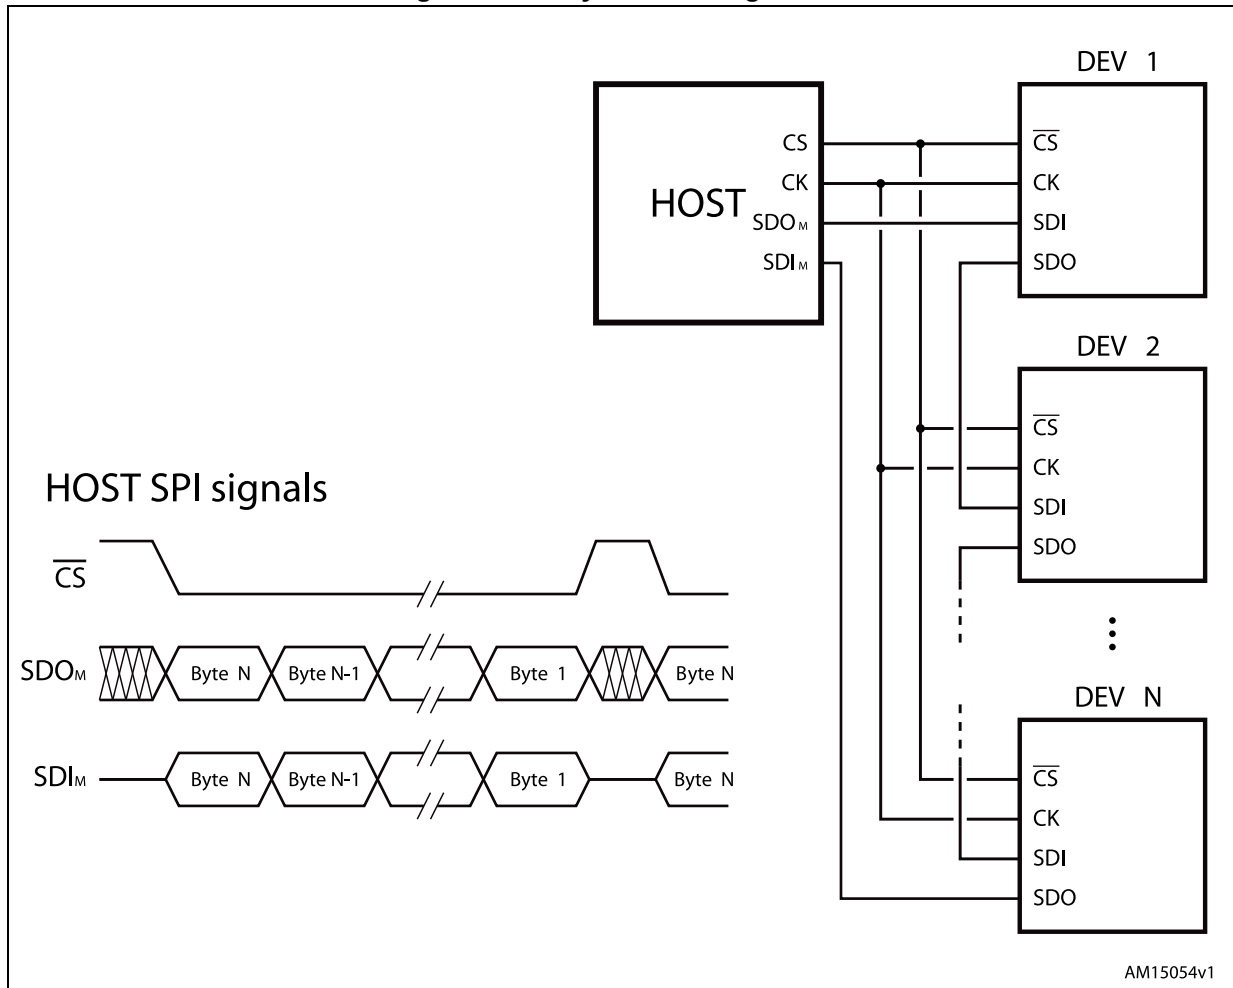 DEV 1
HOST
CS
CK
SDO M
SDI M
CS
CK
SDI
SDO
DEV 2
CS
CK
SDI
SDO
HOST SPI signals
CS
SDOM
Byte N
Byte N-1
Byte 1
Byte N
SDIM
Byte N
Byte N-1
Byte 1
Byte N
DEV N
CS
CK
SDI
SDO
AM15054v1